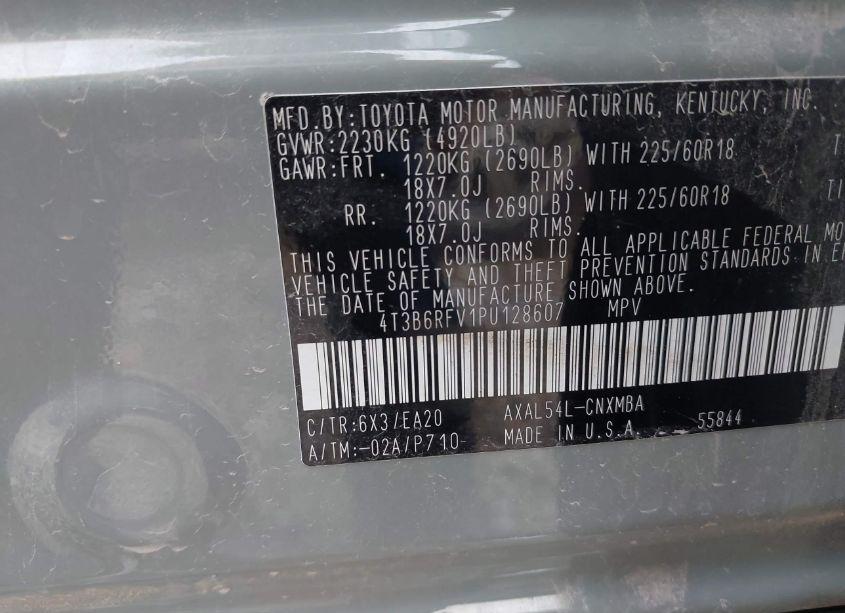 MFD.BY:TOYOTA MOTOR MANUFACTURING, KENTUCKY, INC.
GVWR:2230KG (4920LB)
GAWR:FRT. 1220KG (2690LB) WITH 225/60R18
18X7.0J RIMS.
RR. 1220KG (2690LB) WITH 225/60R18
18X7.0J RIMS.
THIS VEHICLE CONFORMS TO ALL APPLICABLE FEDERAL
VEHICLE SAFETY AND THEFT PREVENTION STANDARDS IN
THE DATE OF MANUFACTURE SHOWN ABOVE.
4T3B6RFV1PU128607 MPV
C/TR:6X3/EA20 AXAL54L-CNXMBA
A/TM:-02A/P710- MADE IN U.S.A. 55844